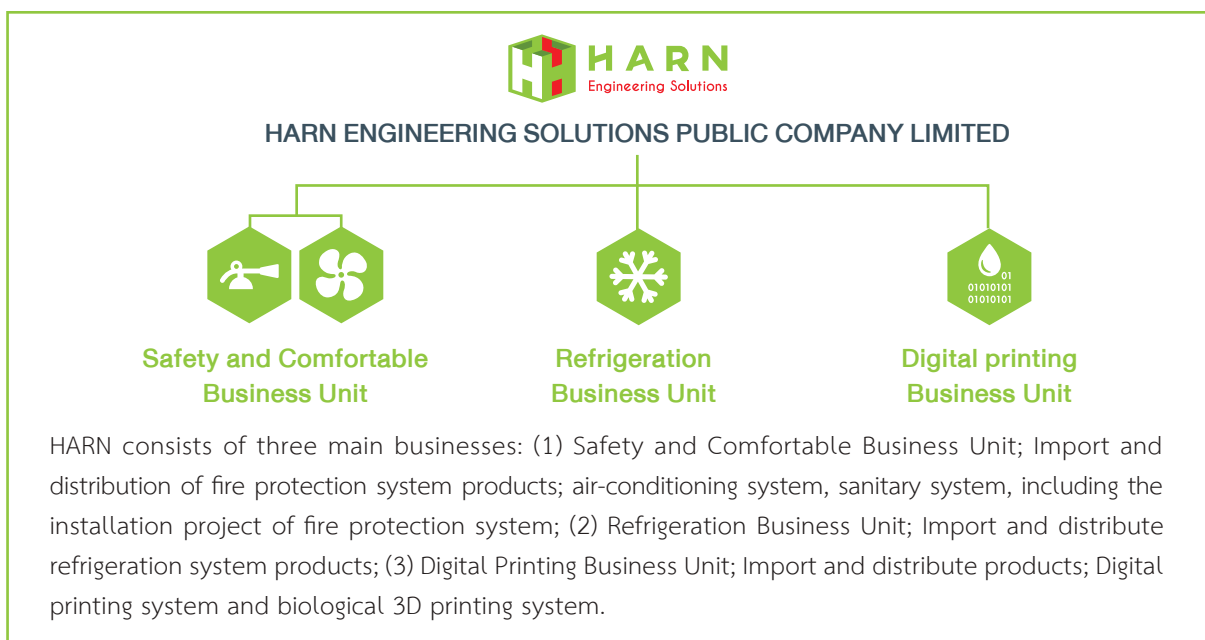 HARN
Engineering Solutions
HARN ENGINEERING SOLUTIONS PUBLIC COMPANY LIMITED
01
01010101
01010101
Safety and Comfortable
Business Unit
Refrigeration
Business Unit
Digital printing
Business Unit
HARN consists of three main businesses: (1) Safety and Comfortable Business Unit; Import and
distribution of fire protection system products; air-conditioning system, sanitary system, including the
installation project of fire protection system; (2) Refrigeration Business Unit; Import and distribute
refrigeration system products; (3) Digital Printing Business Unit; Import and distribute products; Digital
printing system and biological 3D printing system.